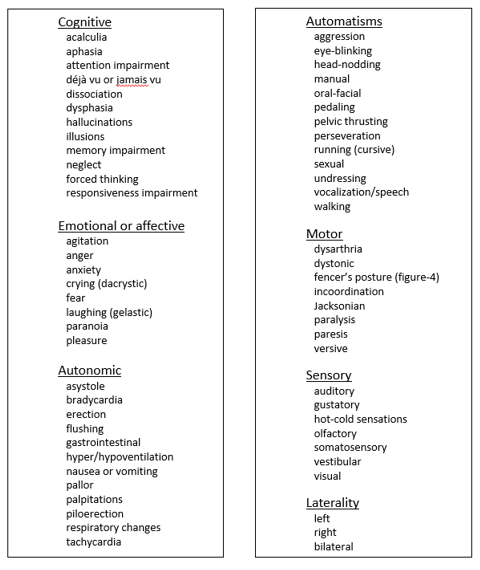 Cognitive
acalculia
aphasia
attention impairment
déjà vu or jamais vu
dissociation
dysphasia
hallucinations
illusions
memory impairment
neglect
forced thinking
responsiveness impairment
Emotional or affective
agitation
anger
anxiety
crying (dacrystic)
fear
laughing (gelastic)
paranoia
pleasure
Autonomic
asystole
bradycardia
erection
flushing
gastrointestinal
hyper/hypoventilation
nausea or vomiting
pallor
palpitations
piloerection
respiratory changes
tachycardia
Automatisms
aggression
eye-blinking
head-nodding
manual
oral-facial
pedaling
pelvic thrusting
perseveration
running (cursive)
sexual
undressing
vocalization/speech
walking
Motor
dysarthria
dystonic
fencer's posture (figure-4)
incoordination
Jacksonian
paralysis
paresis
versive
Sensory
auditory
gustatory
hot-cold sensations
olfactory
somatosensory
vestibular
visual
Laterality
left
right
bilateral